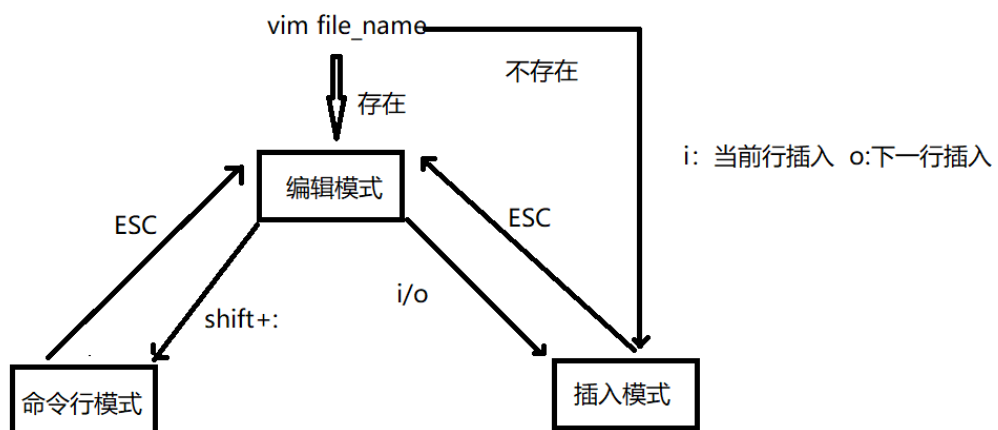 vim file_name
不存在
存在
i：当前行插入 o:下一行插入
编辑模式
ESC
ESC
i/o
shift+:
命令行模式
插入模式